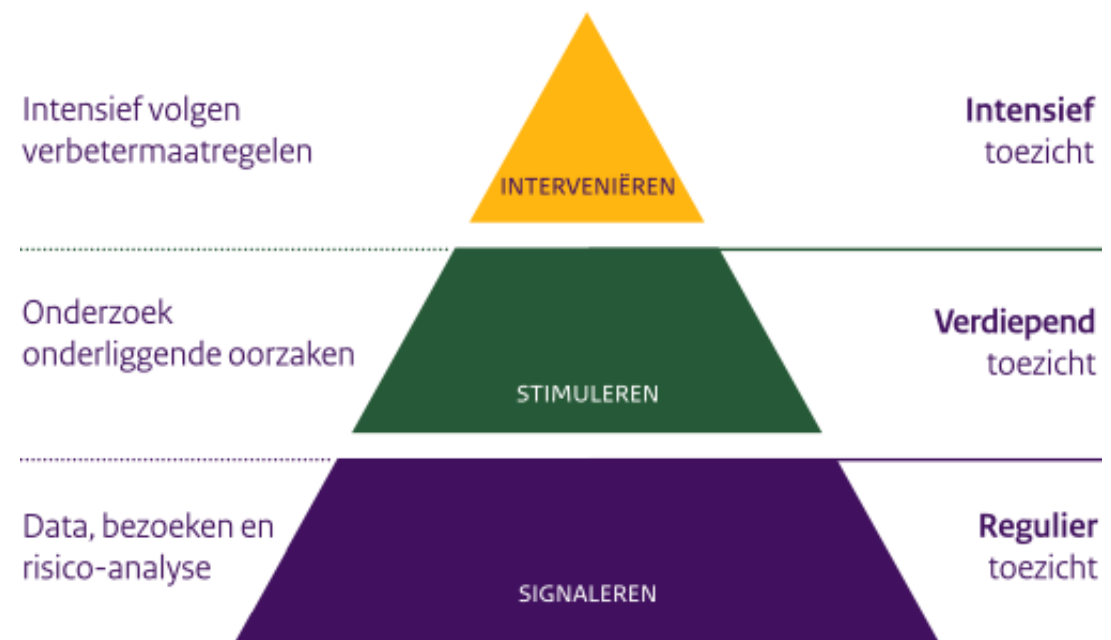 Intensief volgen
verbetermaatregelen
INTERVENIËREN
Intensief
toezicht
Onderzoek
onderliggende oorzaken
STIMULEREN
Verdiepend
toezicht
Data, bezoeken en
risico-analyse
SIGNALEREN
Regulier
toezicht